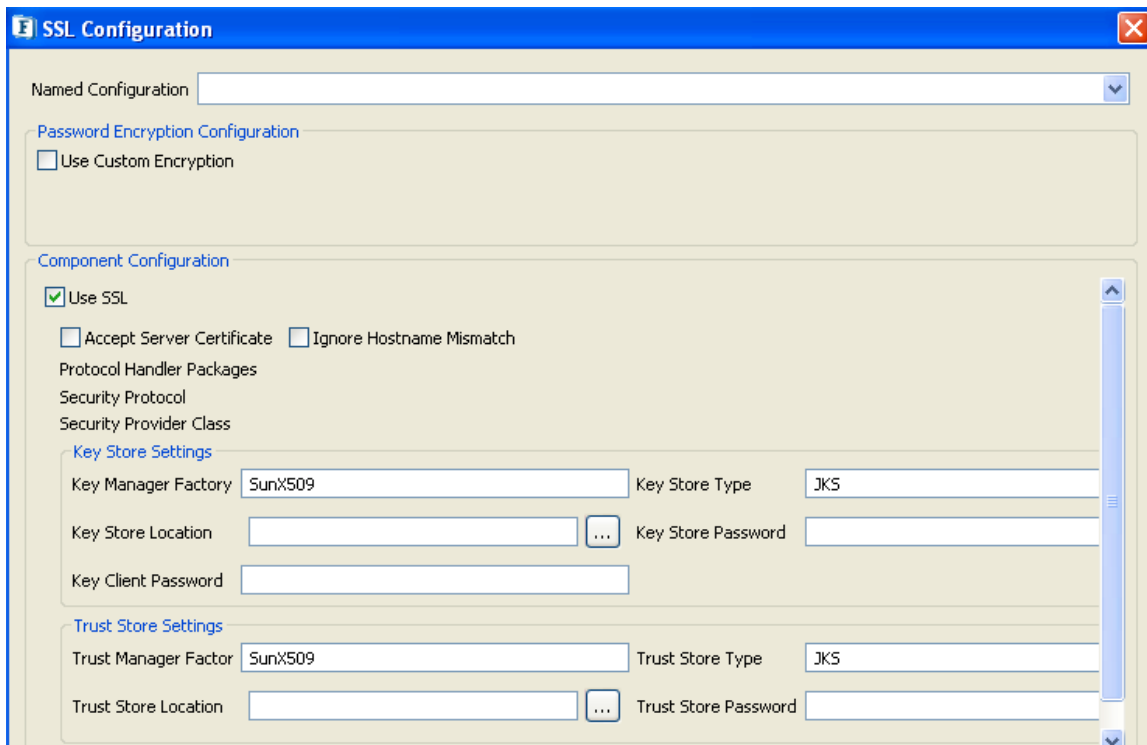 SSL Configuration
Named Configuration
Password Encryption Configuration
Use Custom Encryption
Component Configuration
Use SSL
Accept Server Certificate Ignore Hostname Mismatch
Protocol Handler Packages
Security Protocol
Security Provider Class
Key Store Settings
Key Manager Factory SunX509 Key Store Type JKS
Key Store Location ... Key Store Password
Key Client Password
Trust Store Settings
Trust Manager Factor SunX509 Trust Store Type JKS
Trust Store Location ... Trust Store Password